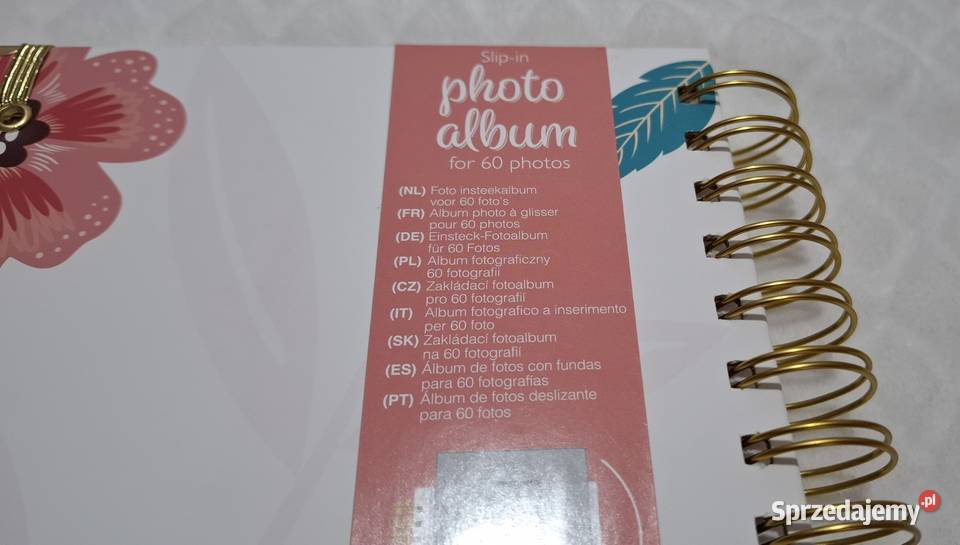 Slip-in
photo
album
for 60 photos
(NL) Foto insteekalbum
voor 60 foto's
(FR) Album photo à glisser
pour 60 photos
(DE) Einsteck-Fotoalbum
für 60 Fotos
(PL) Album fotograficzny
60 fotografii
(CZ) Zakládací fotoalbum
pro 60 fotografií
(IT) Album fotografico a inserimento
per 60 foto
(SK) Zakladací fotoalbum
na 60 fotografií
(ES) Álbum de fotos con fundas
para 60 fotografías
(PT) Álbum de fotos deslizante
para 60 fotos
Sprzedajemy.pl